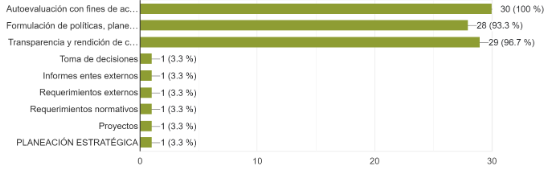 Autoevaluación con fines de ac… 30 (100 %)
Formulación de políticas, plane… 28 (93.3 %)
Transparencia y rendición de c… 29 (96.7 %)
Toma de decisiones 1 (3.3 %)
Informes entes externos 1 (3.3 %)
Requerimientos externos 1 (3.3 %)
Requerimientos normativos 1 (3.3 %)
Proyectos 1 (3.3 %)
PLANEACIÓN ESTRATÉGICA 1 (3.3 %)
0 10 20 30